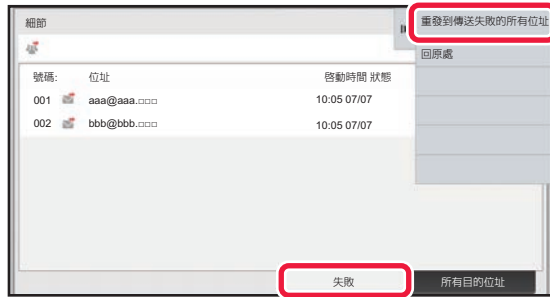 細節
重發到傳送失敗的所有位址
回原處
號碼: 位址 啓動時間 狀態
001 aaa@aaa.□□□ 10:05 07/07
002 bbb@bbb.□□□ 10:05 07/07
失敗 所有目的位址